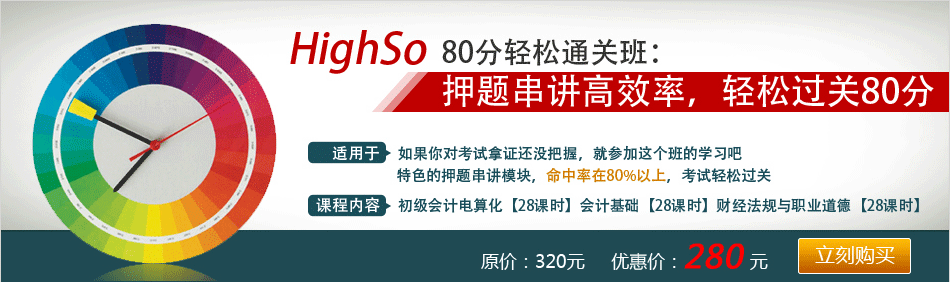 HighSo 80分轻松通关班：
押题串讲高效率，轻松过关80分
适用于 如果你对考试拿证还没把握，就参加这个班的学习吧
特色的押题串讲模块，命中率在80%以上，考试轻松过关
课程内容 初级会计电算化【28课时】会计基础【28课时】财经法规与职业道德【28课时】
原价：320元 优惠价：280元 立刻购买